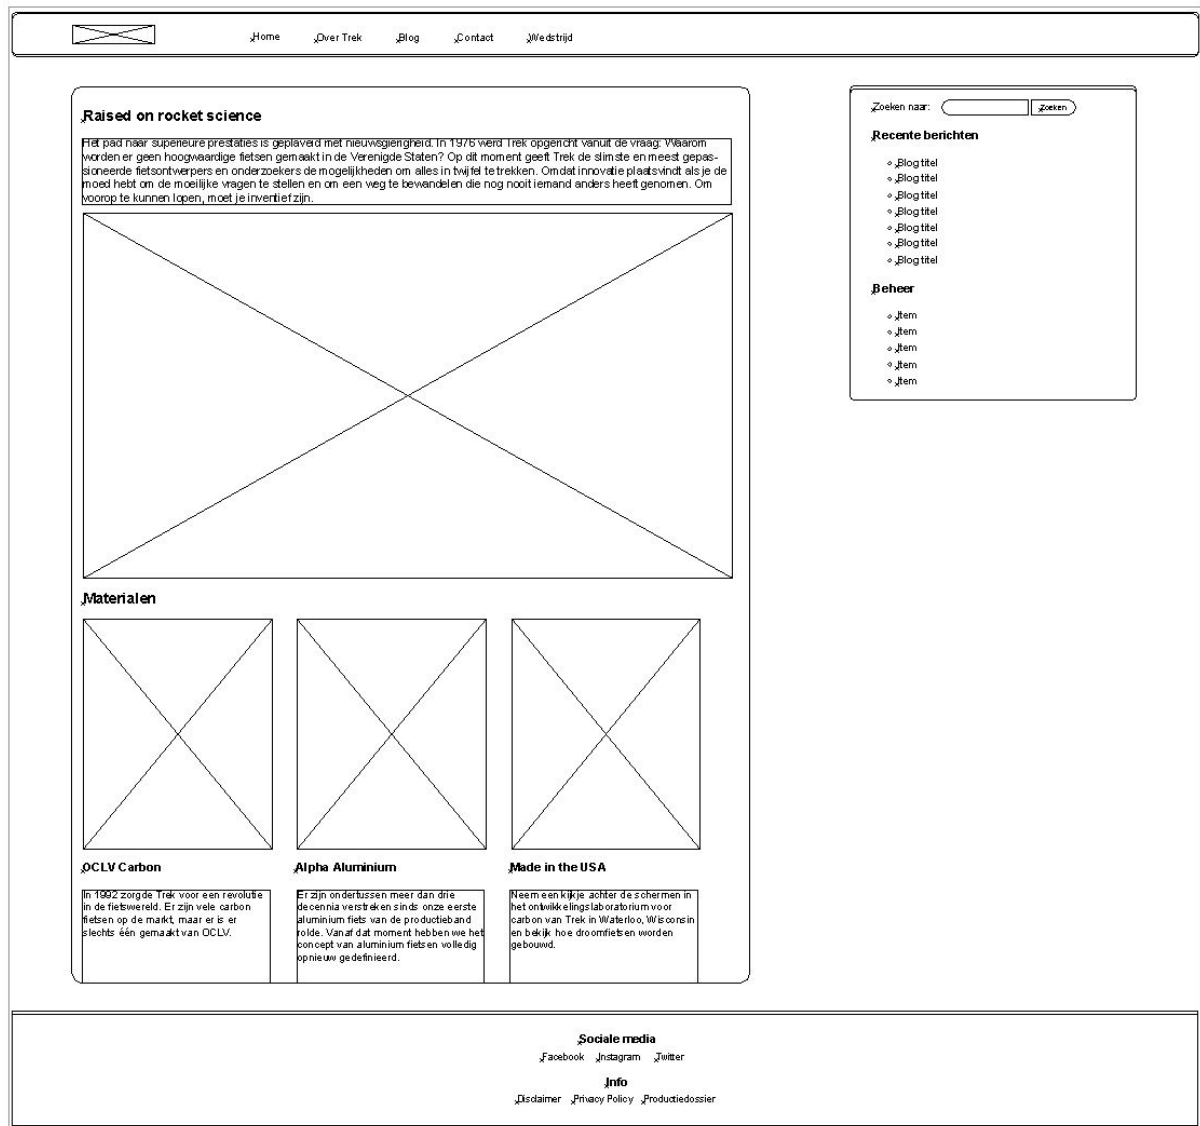 Home Over Trek Blog Contact Wedstrijd
Raised on rocket science
Het pad naar superieure prestaties is geplaveid met nieuwsgierigheid. In 1976 werd Trek opgericht vanuit de vraag: Waarom
worden er geen hoogwaardige fietsen gemaakt in de Verenigde Staten? Op dit moment geeft Trek de slimste en meest gepas-
sioneerde fietsontwerpers en onderzoekers de mogelijkheden om alles in twijfel te trekken. Omdat innovatie plaatsvindt als je de
moed hebt om de moeilijke vragen te stellen en om een weg te bewandelen die nog nooit iemand anders heeft genomen. Om
voorop te kunnen lopen, moet je inventief zijn.
Materialen
OCLV Carbon
In 1992 zorgde Trek voor een revolutie
in de fietswereld. Er zijn vele carbon
fietsen op de markt, maar er is er
slechts één gemaakt van OCLV.
Alpha Aluminium
Er zijn ondertussen meer dan drie
decennia verstreken sinds onze eerste
aluminium fiets van de productieband
rolde. Vanaf dat moment hebben we het
concept van aluminium fietsen volledig
opnieuw gedefinieerd.
Made in the USA
Neem een kijkje achter de schermen in
het ontwikkelingslaboratorium voor
carbon van Trek in Waterloo, Wisconsin
en bekijk hoe droomfietsen worden
gebouwd.
Zoeken naar: Zoeken
Recente berichten
Blog titel
Blog titel
Blog titel
Blog titel
Blog titel
Blog titel
Blog titel
Beheer
Item
Item
Item
Item
Item
Sociale media
Facebook Instagram Twitter
Info
Disclaimer Privacy Policy Productiedossier